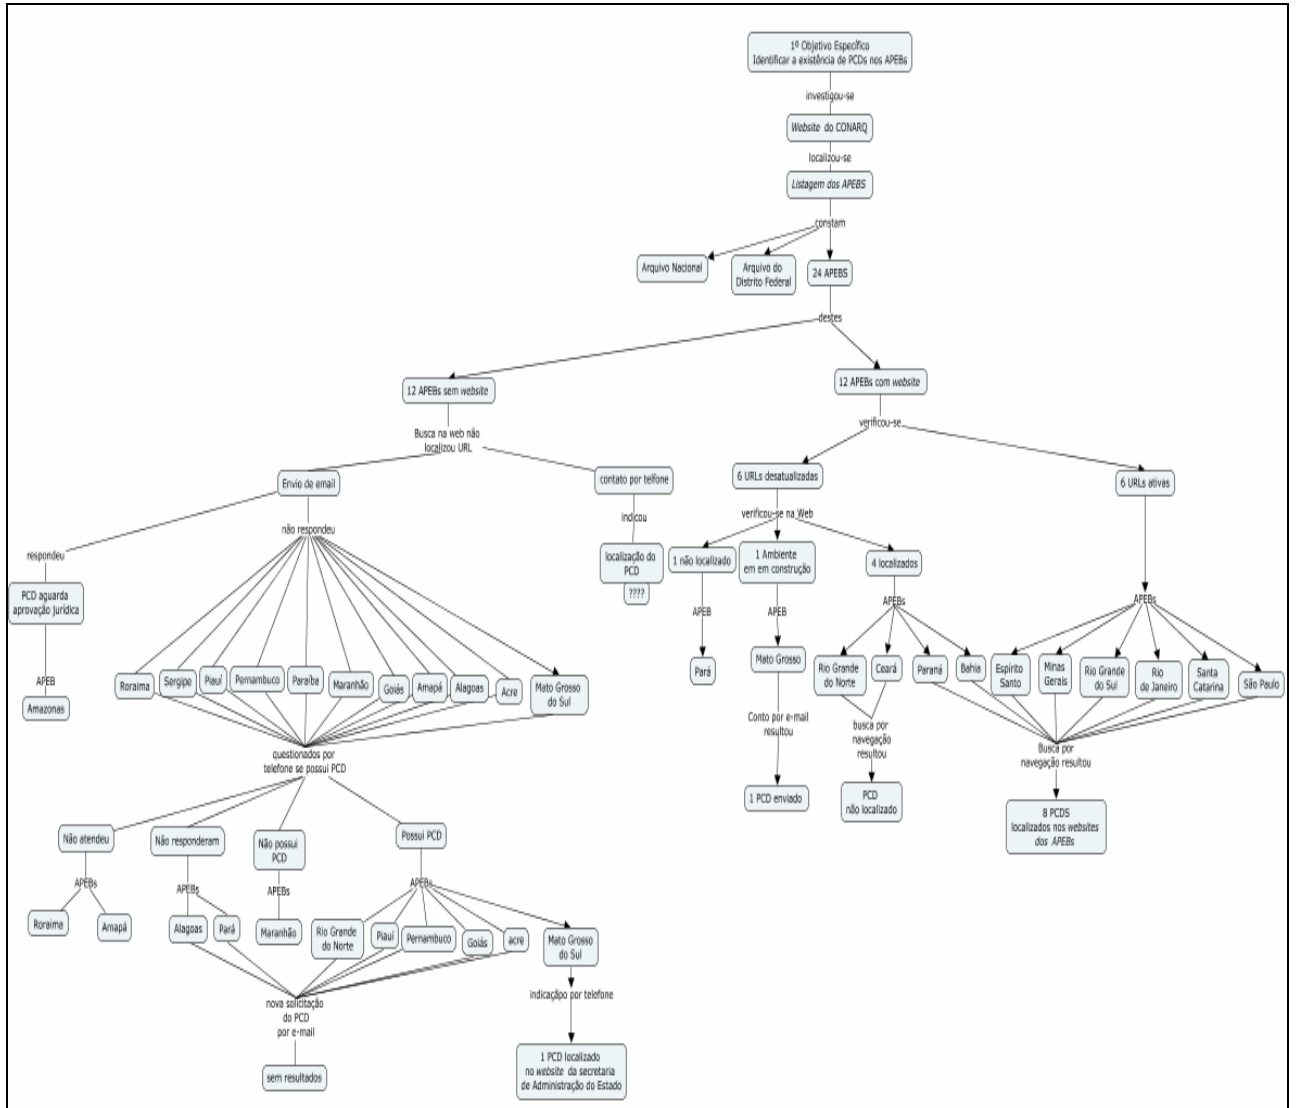 1º Objetivo Específico
Identificar a existência de PCDs nos APEBs
investigou-se
Website do CONARQ
localizou-se
Listagem dos APEBS
constam
Arquivo Nacional
Arquivo do
Distrito Federal
24 APEBS
destes
12 APEBs sem website
12 APEBs com website
Busca na web não
localizou URL
verificou-se
Envio de email
contato por telfone
6 URLs desatualizadas
6 URLs ativas
respondeu
não respondeu
indicou
verificou-se na Web
PCD aguarda
aprovação jurídica
localização do
PCD
????
1 não localizado
1 Ambiente
em em construção
4 localizados
APEB
Amazonas
Roraima
Sergipe
Piauí
Pernambuco
Paraíba
Maranhão
Goiás
Amapá
Alagoas
Acre
Mato Grosso
do Sul
APEB
Pará
APEB
Mato Grosso
APEBs
Rio Grande
do Norte
Ceará
Paraná
Bahia
APEBs
Espírito
Santo
Minas
Gerais
Rio Grande
do Sul
Rio
de Janeiro
Santa
Catarina
São Paulo
questionados por
telefone se possui PCD
Conto por e-mail
resultou
1 PCD enviado
busca por
navegação
resultou
PCD
não localizado
Busca por
navegação resultou
8 PCDS
localizados nos websites
dos APEBs
Não atendeu
Não responderam
Não possui
PCD
Possui PCD
APEBs
APEBs
APEBs
APEBs
Roraima
Amapá
Alagoas
Pará
Maranhão
Rio Grande
do Norte
Piauí
Pernambuco
Goiás
acre
Mato Grosso
do Sul
nova solicitação
do PCD
por e-mail
sem resultados
indicaçãpo por telefone
1 PCD localizado
no website da secretaria
de Administração do Estado